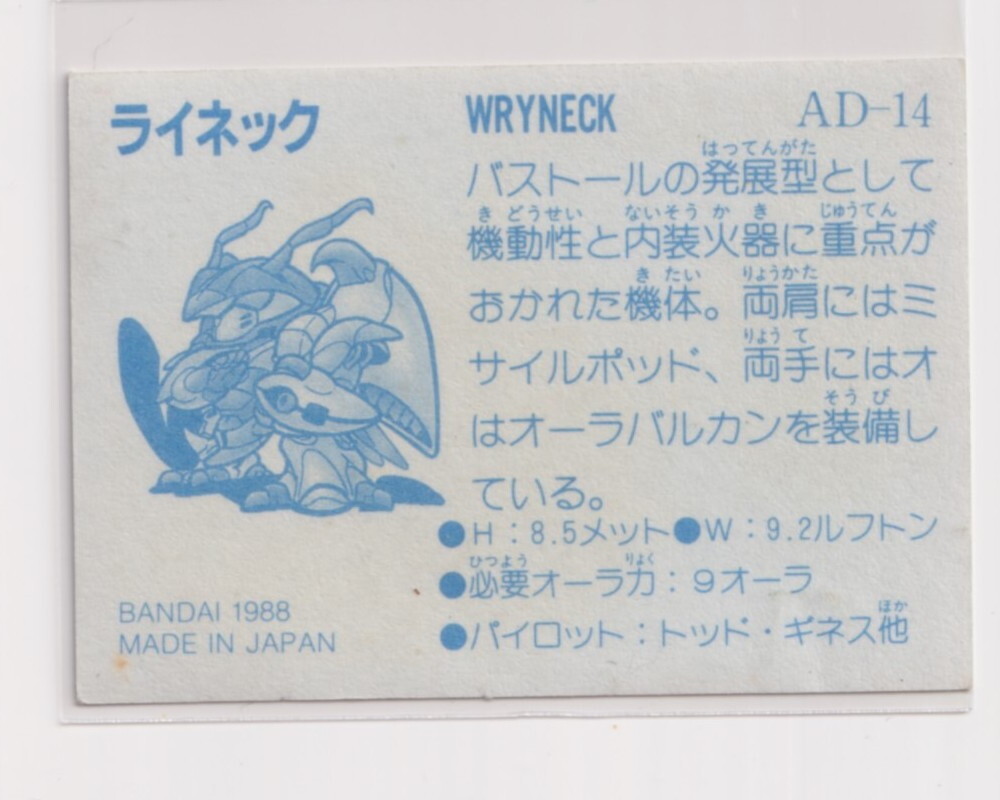 ライネック
WRYNECK
AD-14
はってんがた
バストールの発展型として
きどうせい ないそうかき じゅうてん
機動性と内装火器に重点が
きたい りょうかた
おかれた機体。両肩にはミ
りょうて
サイルポッド、両手にはオ
そうび
はオーラバルカンを装備し
ている。
●H：8.5メット●W：9.2ルフトン
ひつよう りょく
●必要オーラ力：9オーラ
ほか
●パイロット：トッド・ギネス他
BANDAI 1988
MADE IN JAPAN